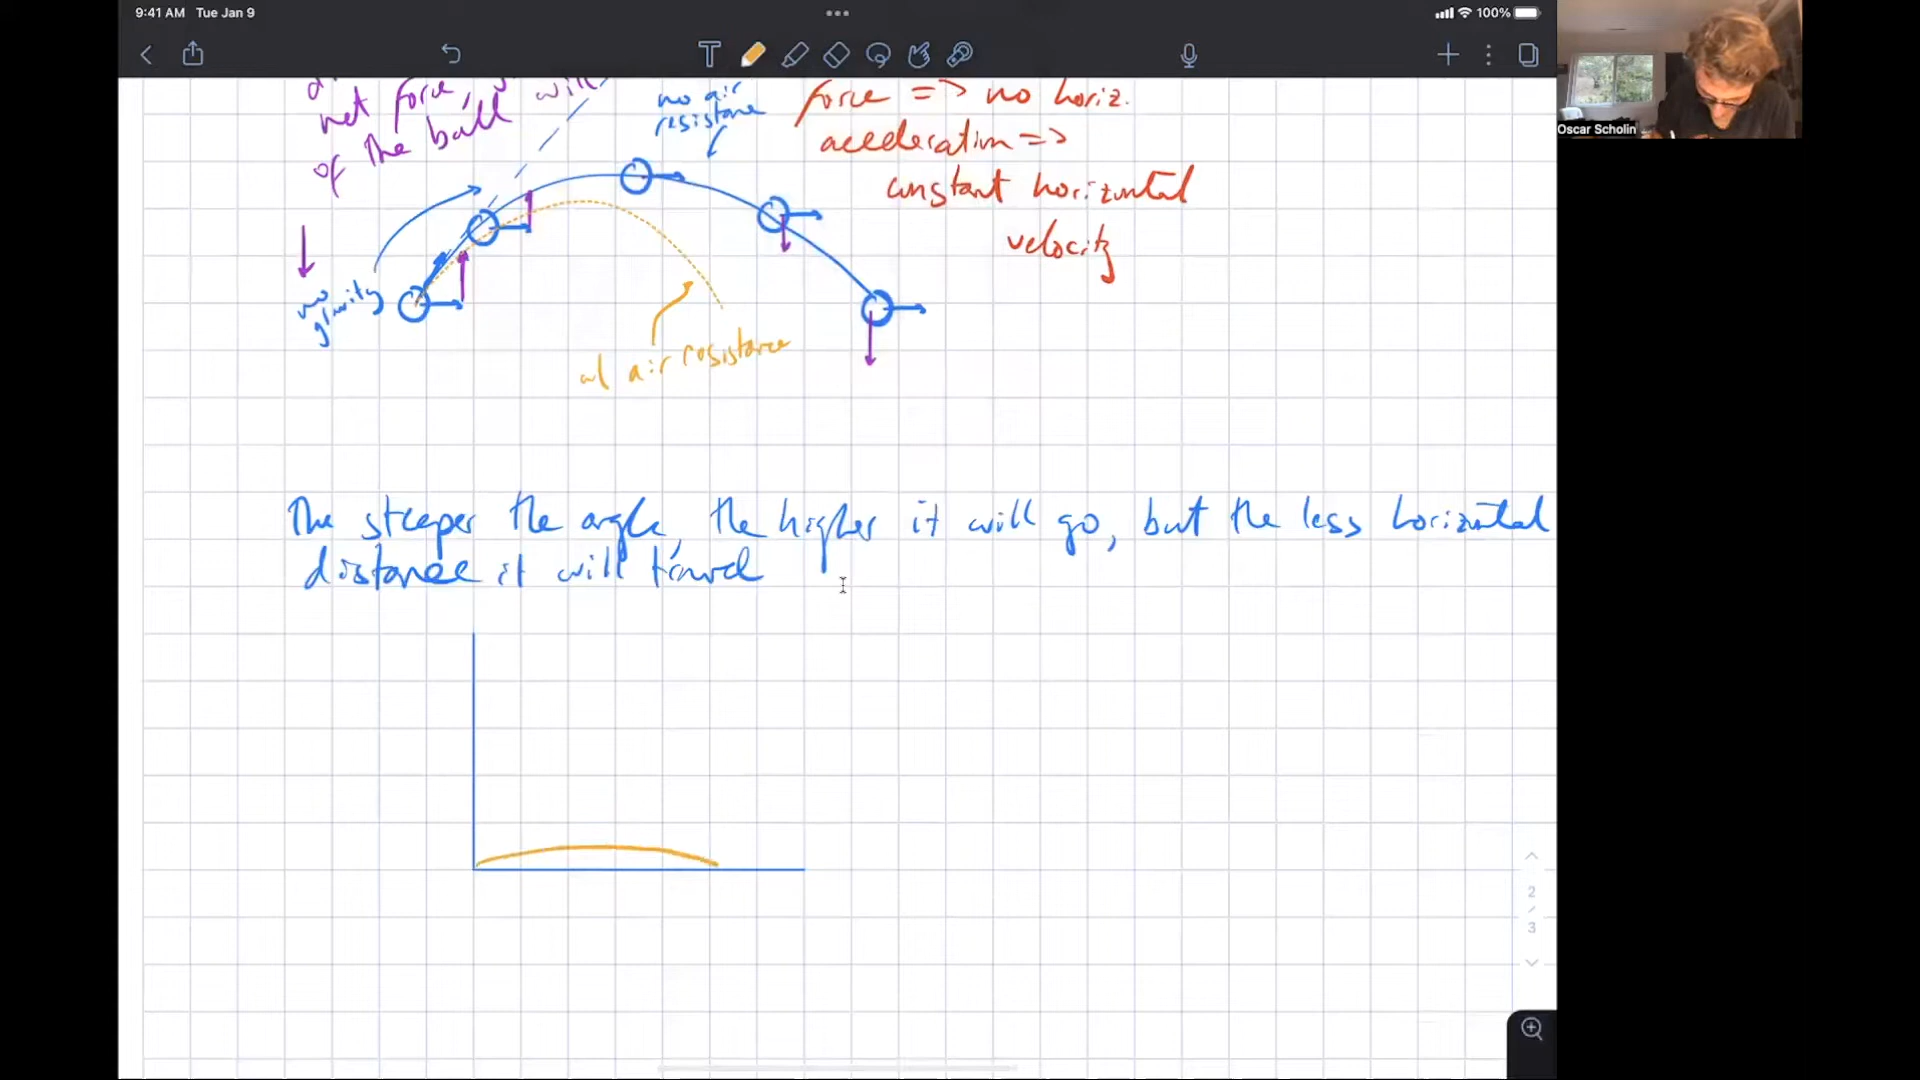 9:41 AM Tue Jan 9
100%
Oscar Scholin
net force,
will
of the ball
no air
resistance
force => no horiz.
acceleration =>
constant horizontal
velocity
no
gravity
w/ air resistance
The steeper the angle, the higher it will go, but the less horizontal
distance it will travel
2
/
3